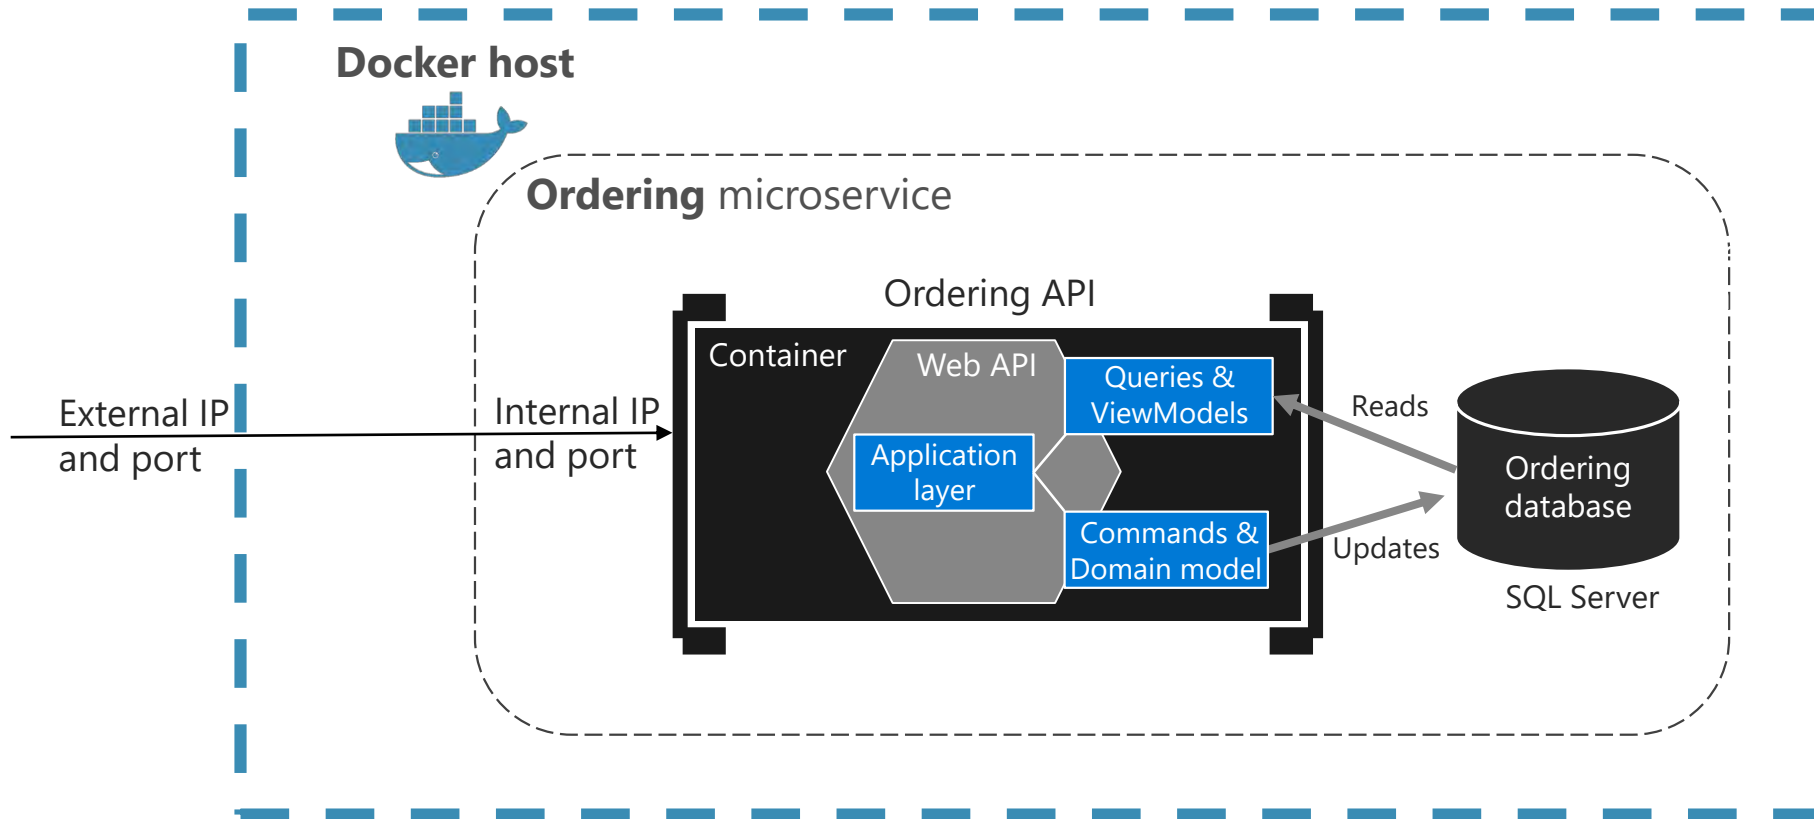 Docker host
Ordering microservice
Ordering API
Container
Web API
Queries &
ViewModels
Application
layer
Commands &
Domain model
External IP
and port
Internal IP
and port
Reads
Updates
Ordering
database
SQL Server